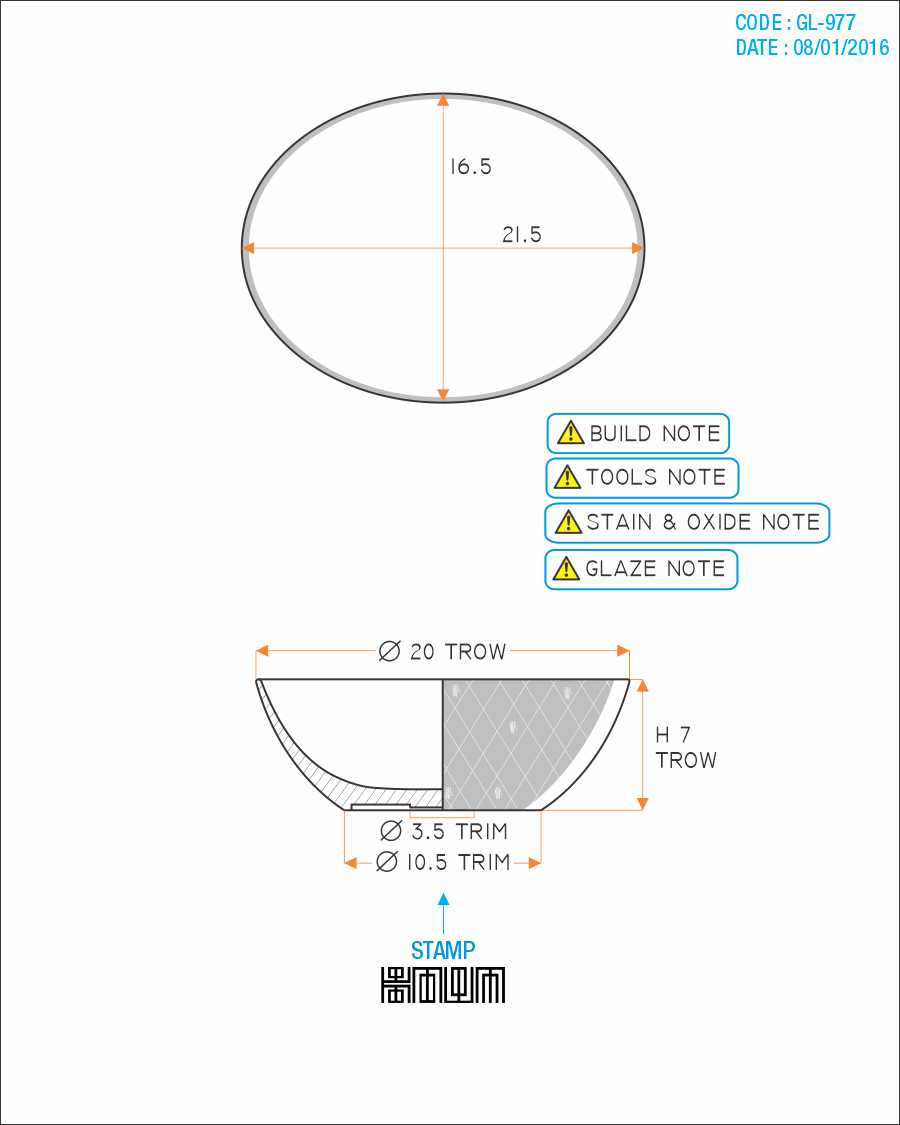 CODE : GL-977
DATE : 08/01/2016
16.5
21.5
BUILD NOTE
TOOLS NOTE
STAIN & OXIDE NOTE
GLAZE NOTE
Ø 20 TROW
H 7
TROW
Ø 3.5 TRIM
Ø 10.5 TRIM
STAMP